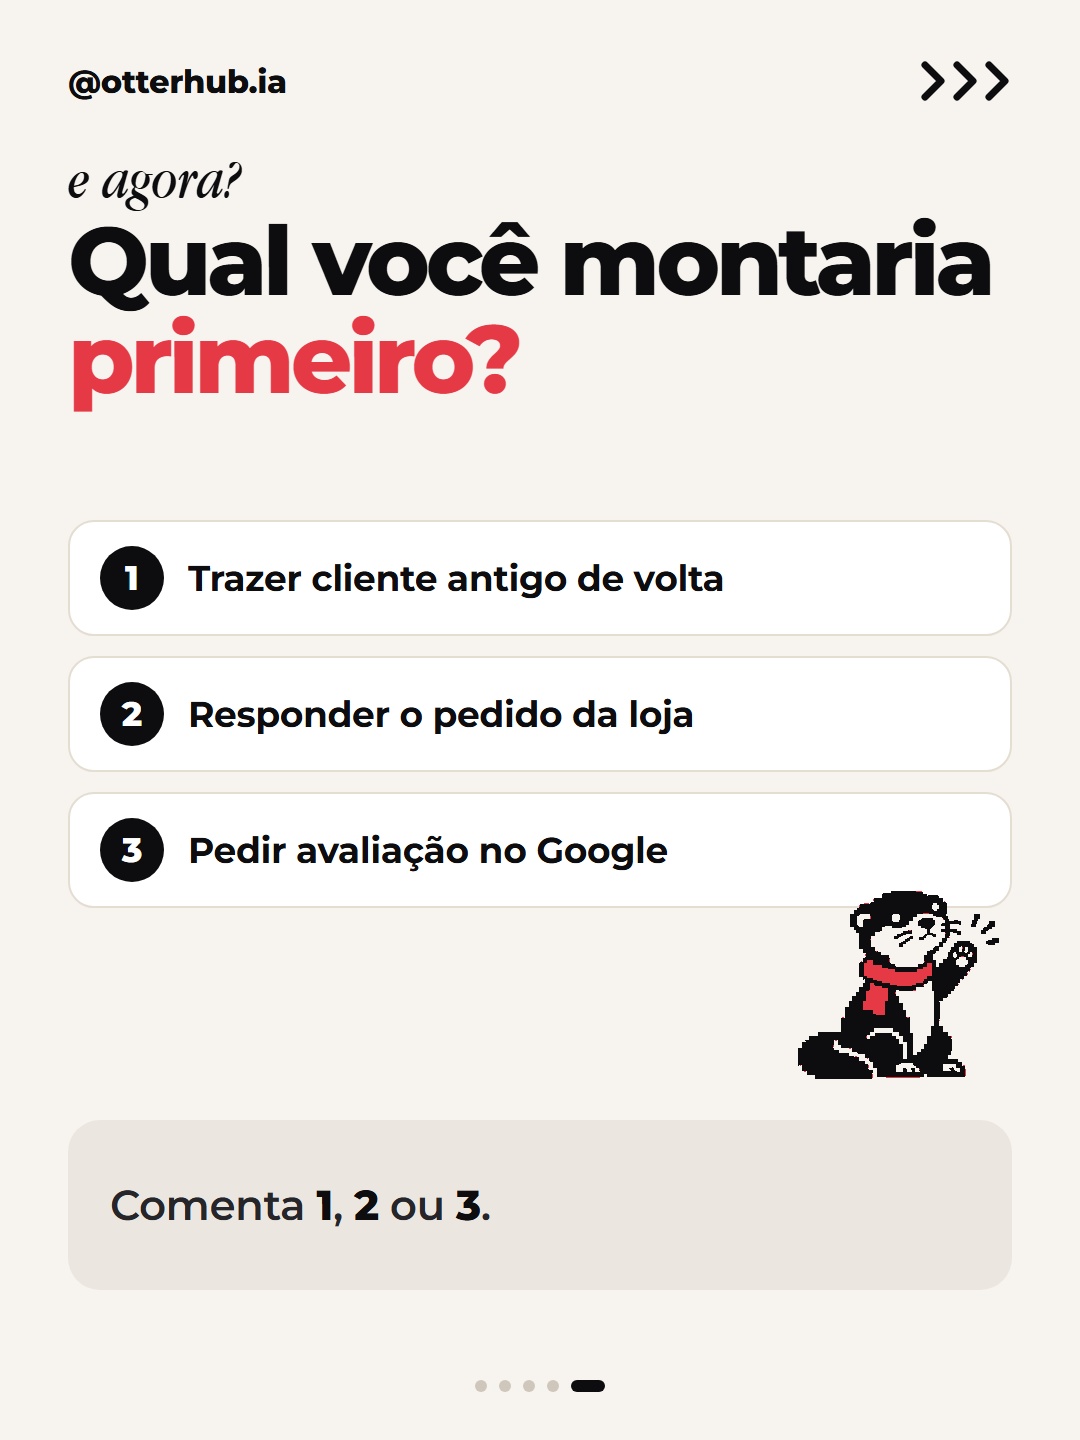 @otterhub.ia
e agora?
Qual você montaria
primeiro?
1 Trazer cliente antigo de volta
2 Responder o pedido da loja
3 Pedir avaliação no Google
Comenta 1, 2 ou 3.